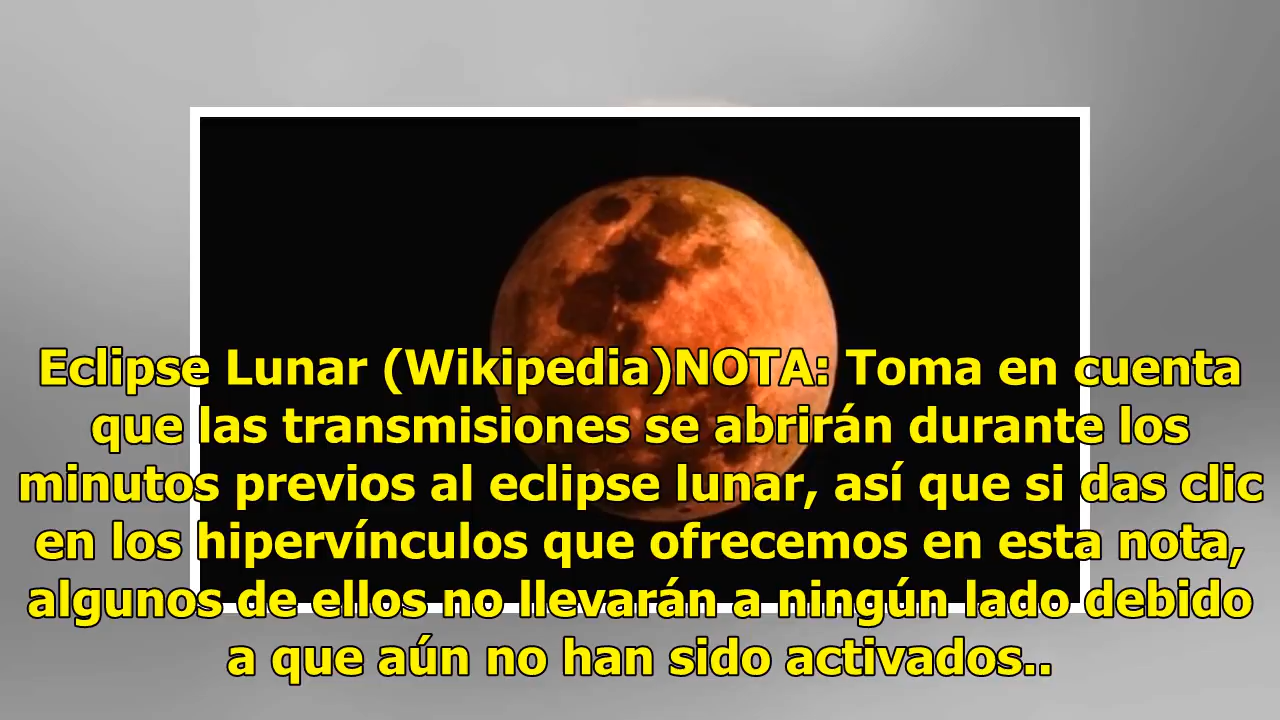 Eclipse Lunar (Wikipedia)NOTA: Toma en cuenta
que las transmisiones se abrirán durante los
minutos previos al eclipse lunar, así que si das clic
en los hipervínculos que ofrecemos en esta nota,
algunos de ellos no llevarán a ningún lado debido
a que aún no han sido activados..